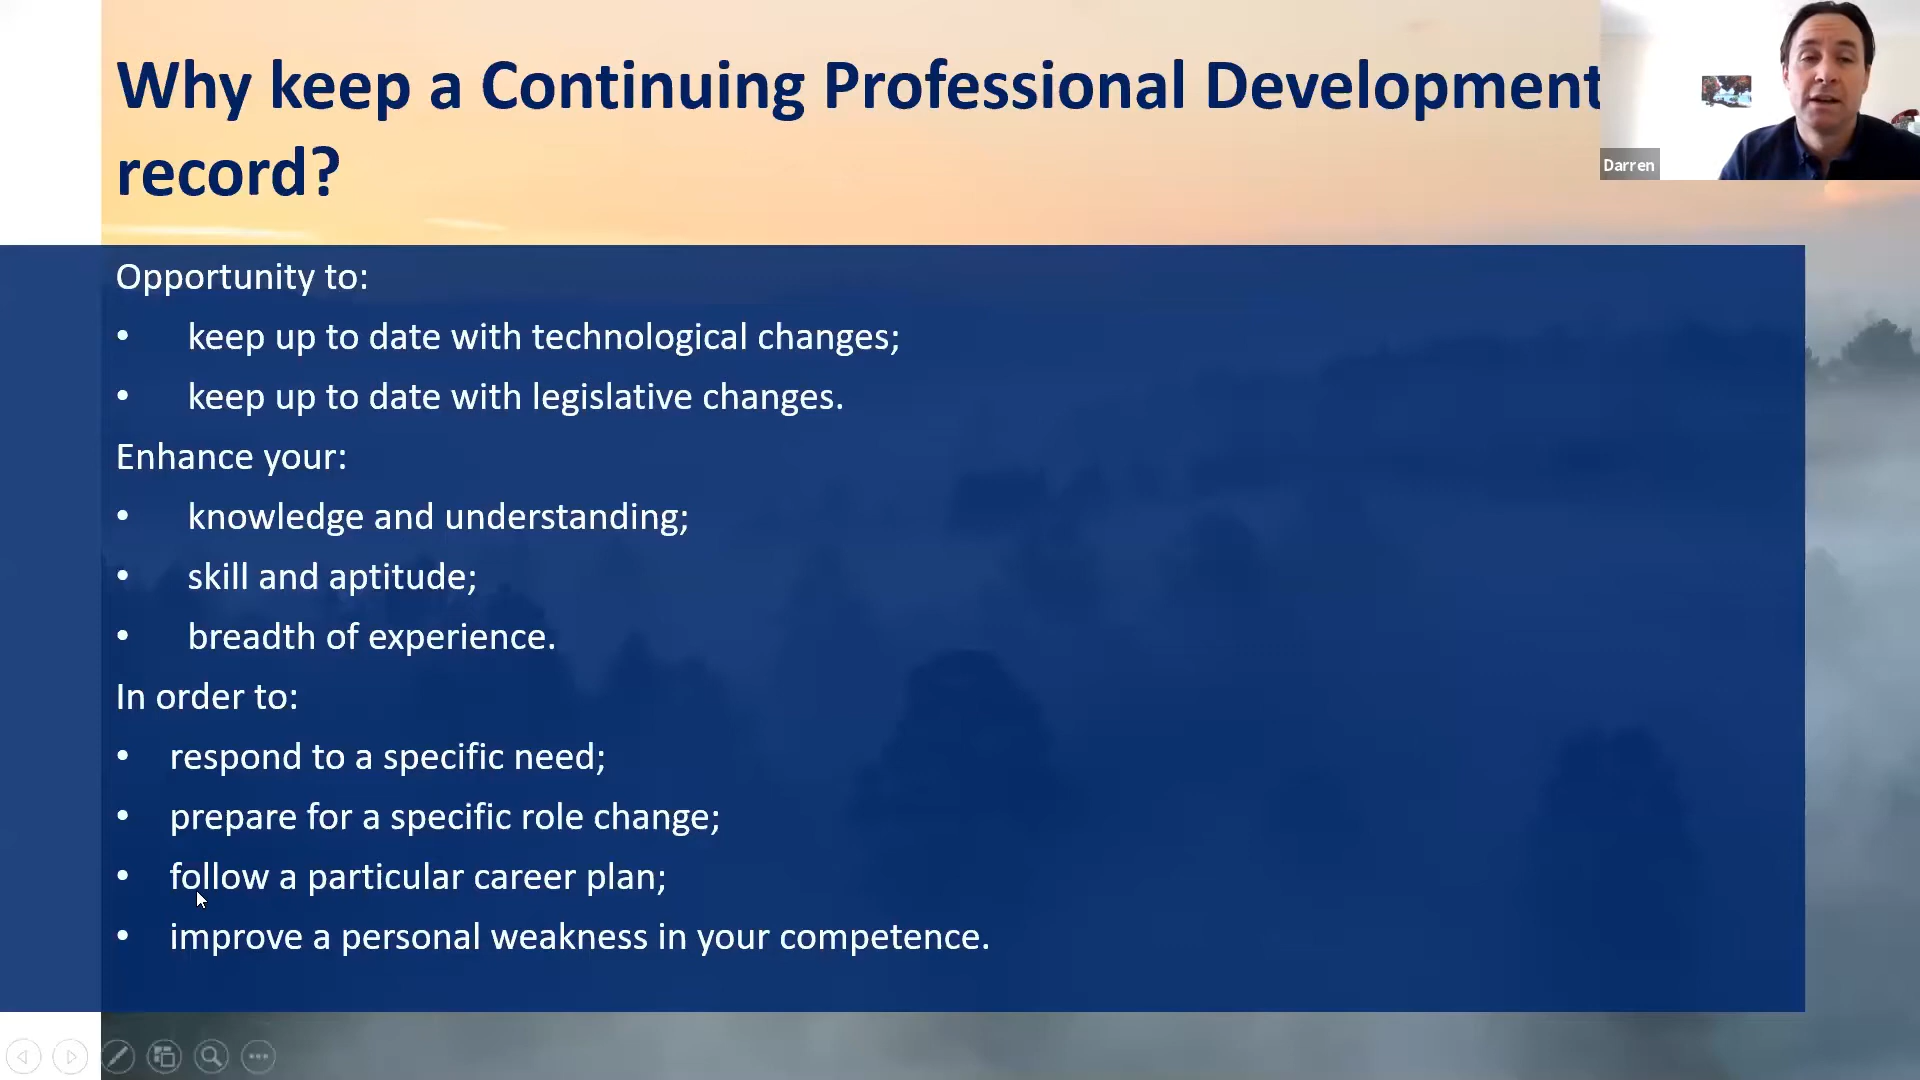 Why keep a Continuing Professional Development
record?
Darren
Opportunity to:
• keep up to date with technological changes;
• keep up to date with legislative changes.
Enhance your:
• knowledge and understanding;
• skill and aptitude;
• breadth of experience.
In order to:
• respond to a specific need;
• prepare for a specific role change;
• follow a particular career plan;
• improve a personal weakness in your competence.